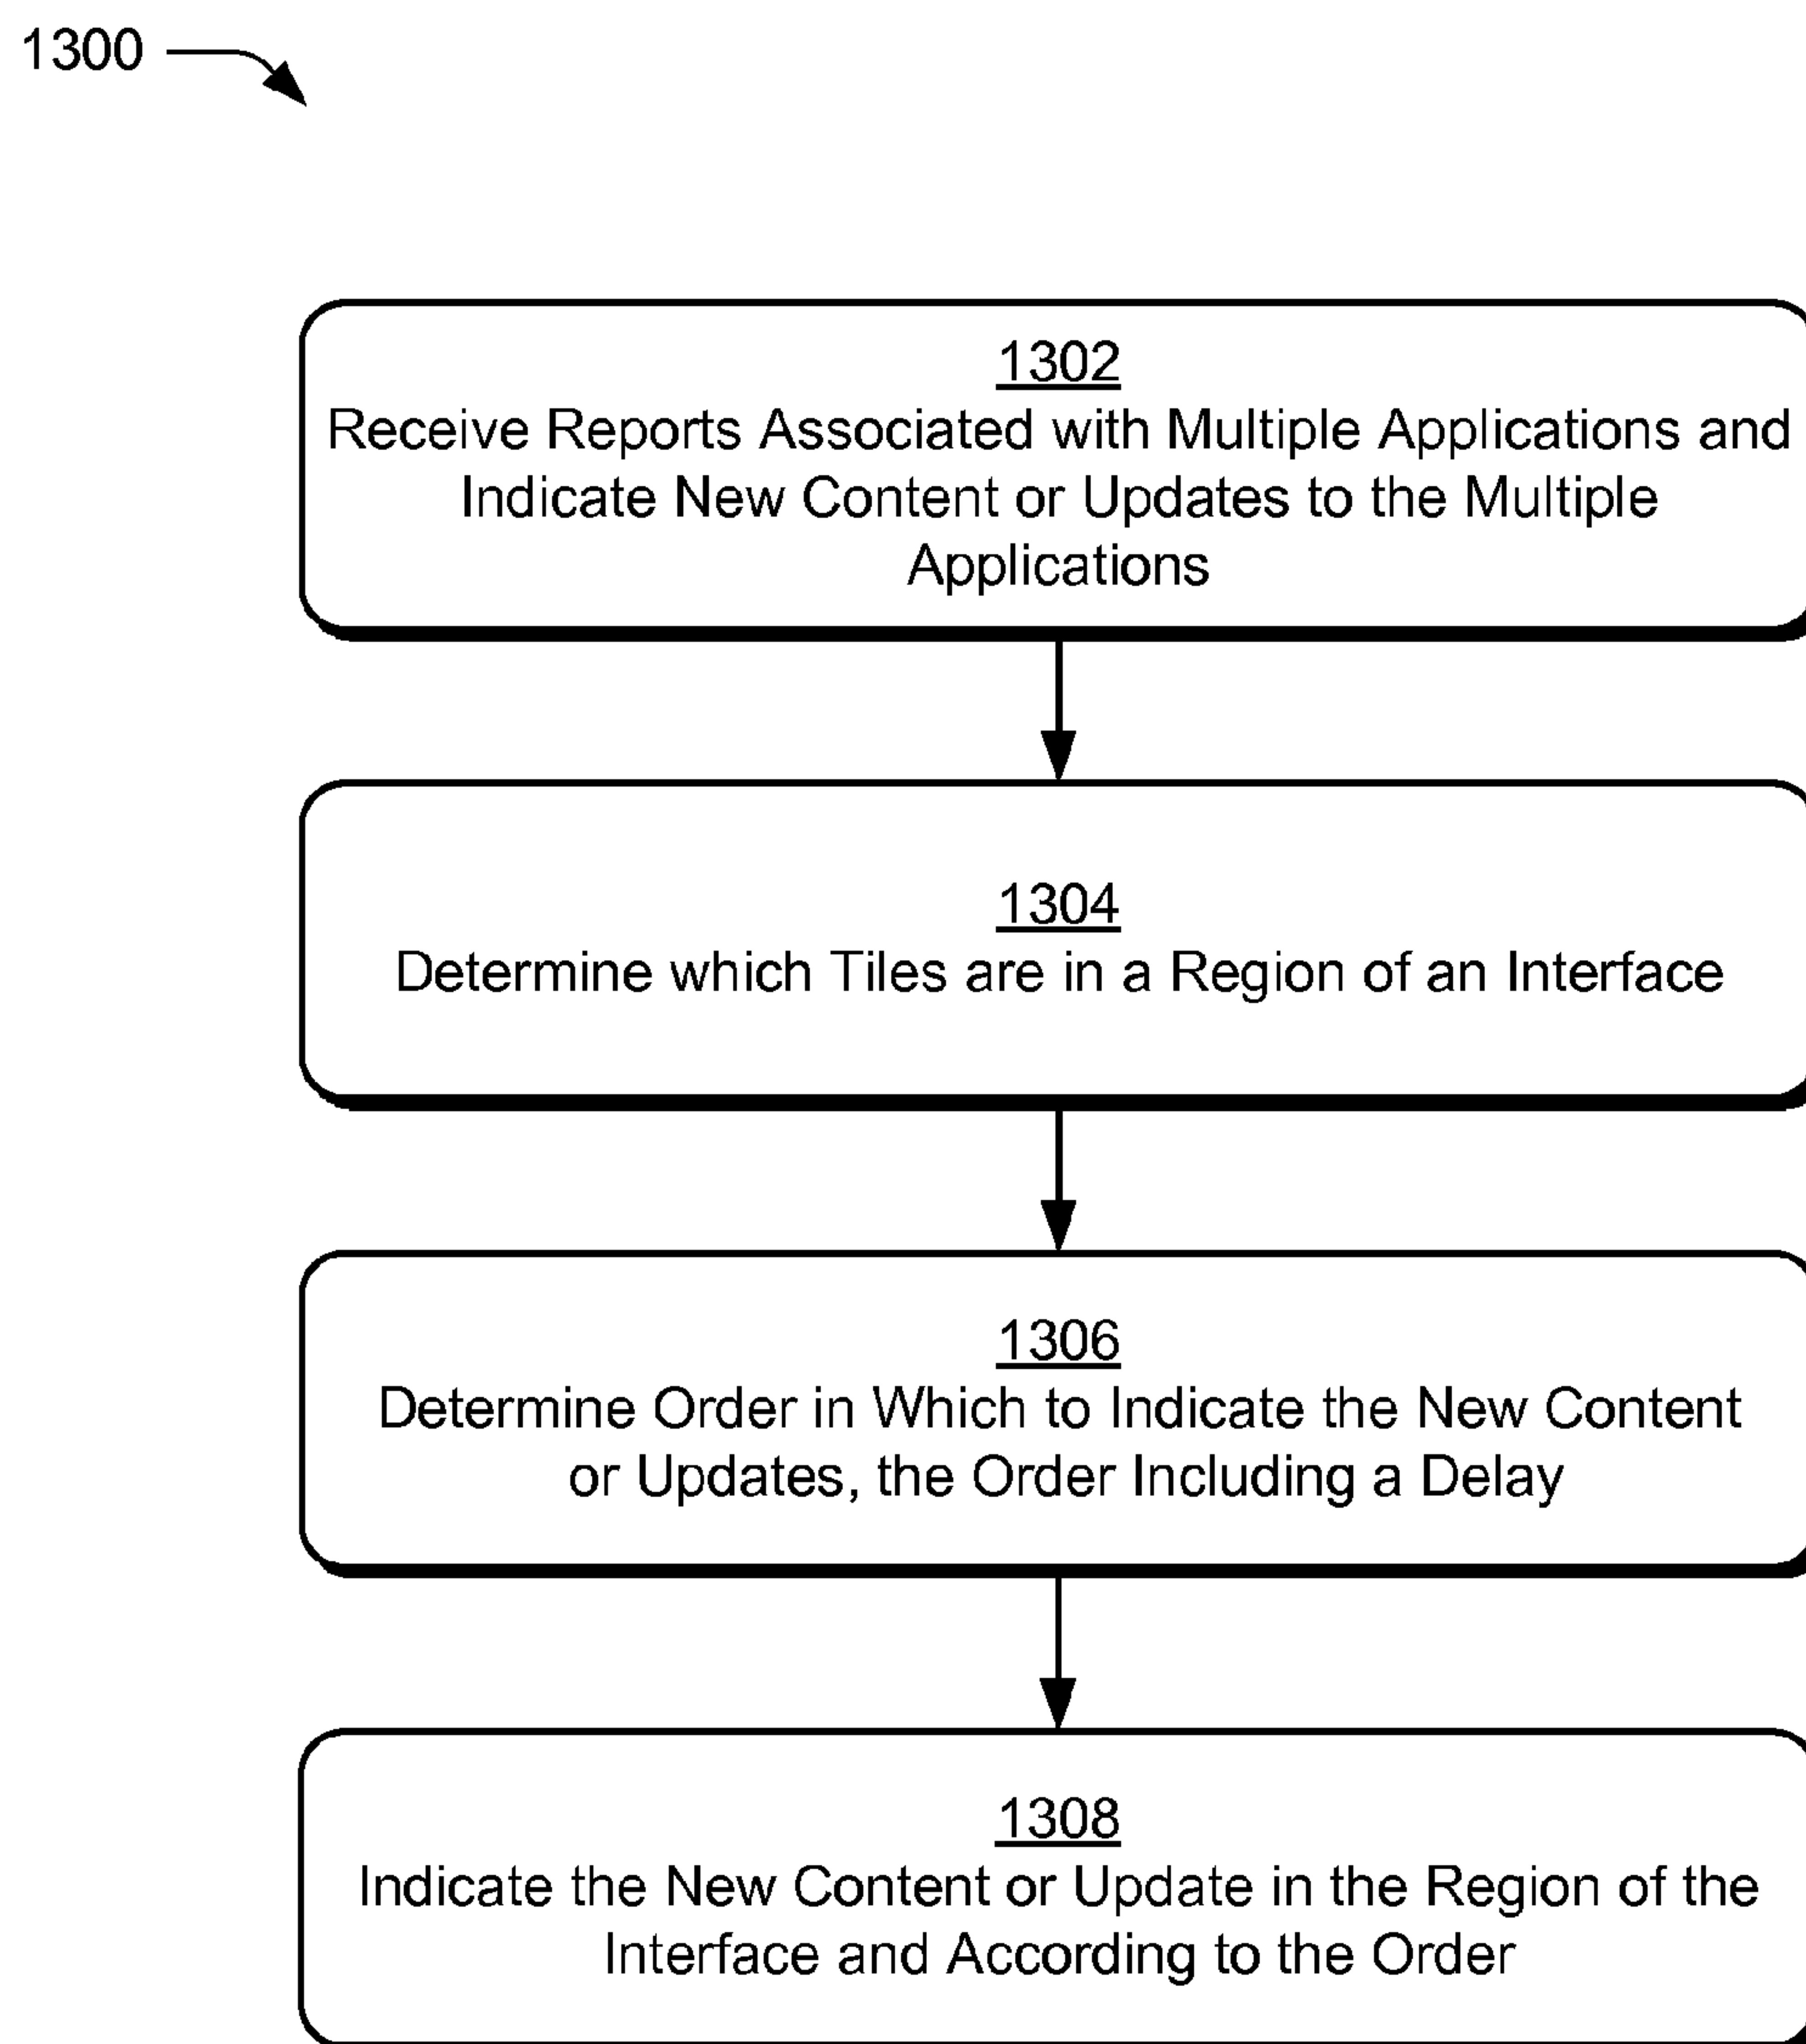 1300
1302
Receive Reports Associated with Multiple Applications and
Indicate New Content or Updates to the Multiple
Applications
1304
Determine which Tiles are in a Region of an Interface
1306
Determine Order in Which to Indicate the New Content
or Updates, the Order Including a Delay
1308
Indicate the New Content or Update in the Region of the
Interface and According to the Order